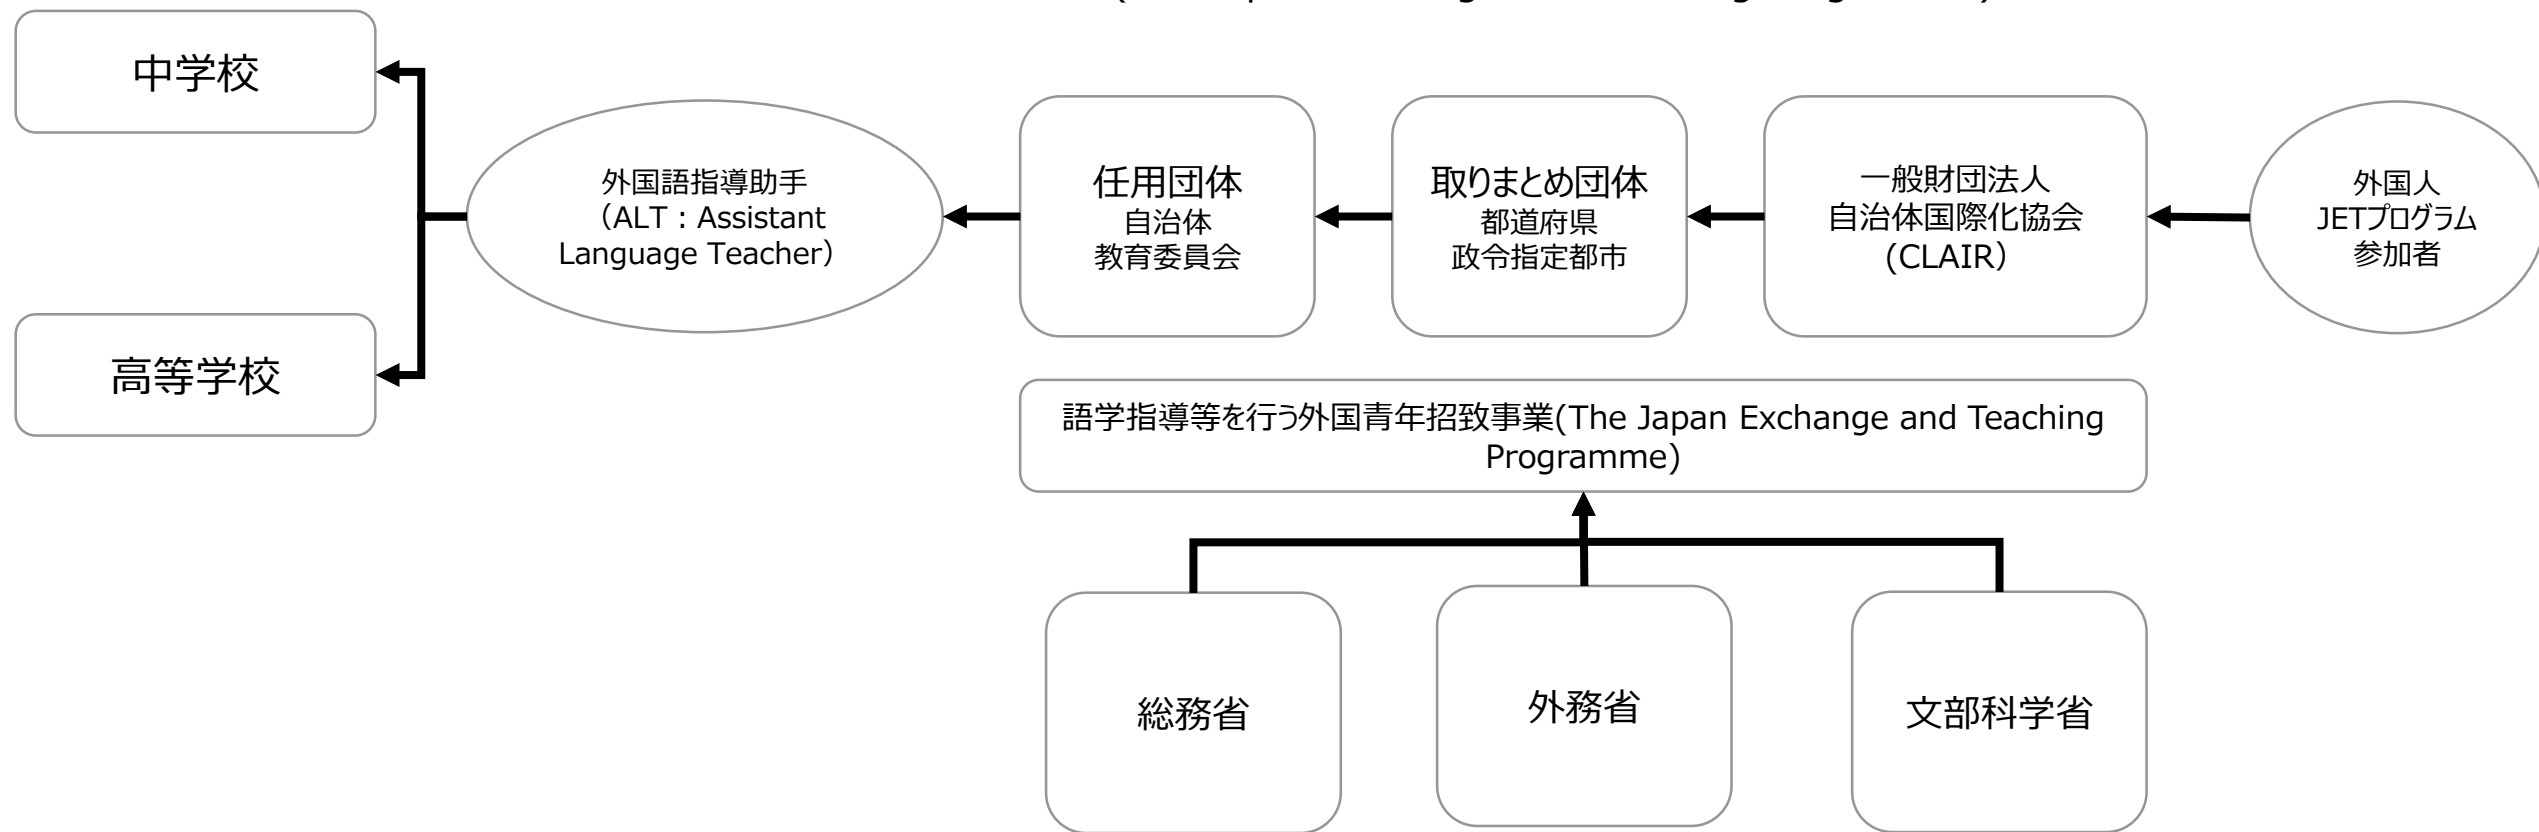 中学校
高等学校
外国語指導助手
（ALT：Assistant
Language Teacher）
任用団体
自治体
教育委員会
取りまとめ団体
都道府県
政令指定都市
一般財団法人
自治体国際化協会
(CLAIR）
外国人
JETプログラム
参加者
語学指導等を行う外国青年招致事業(The Japan Exchange and Teaching
Programme)
総務省
外務省
文部科学省